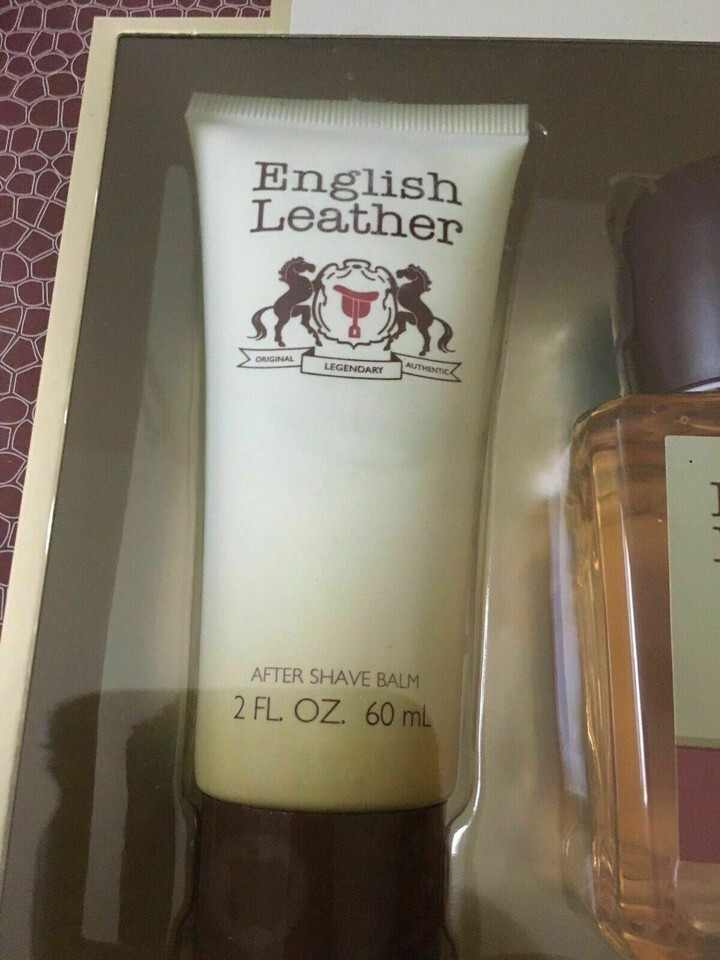 English
Leather
ORIGINAL LEGENDARY AUTHENTIC
AFTER SHAVE BALM
2 FL. OZ. 60 mL